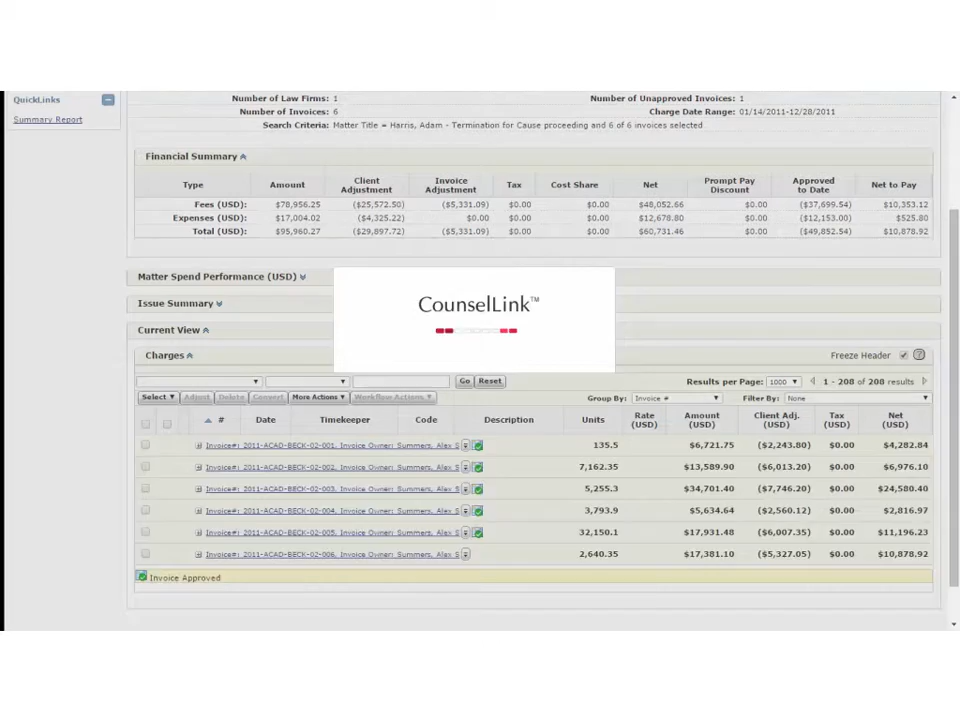 QuickLinks
Summary Report
Number of Law Firms: 1 Number of Unapproved Invoices: 1
Number of Invoices: 6 Charge Date Range: 01/14/2011-12/28/2011
Search Criteria: Matter Title = Harris, Adam - Termination for Cause proceeding and 6 of 6 invoices selected
Financial Summary
Type Amount Client Adjustment Invoice Adjustment Tax Cost Share Net Prompt Pay Discount Approved to Date Net to Pay
Fees (USD): $78,956.25 ($25,572.50) ($5,331.09) $0.00 $0.00 $48,052.66 $0.00 ($37,699.54) $10,353.12
Expenses (USD): $17,004.02 ($4,325.22) $0.00 $0.00 $0.00 $12,678.80 $0.00 ($12,153.00) $525.80
Total (USD): $95,960.27 ($29,897.72) ($5,331.09) $0.00 $0.00 $60,731.46 $0.00 ($49,852.54) $10,878.92
Matter Spend Performance (USD)
CounselLink™
Issue Summary
Current View
Charges Freeze Header ?
Go Reset Results per Page: 1000 1 - 208 of 208 results
Select Adjust Delete Convert More Actions Workflow Actions Group By: Invoice # Filter By: None
# Date Timekeeper Code Description Units Rate (USD) Amount (USD) Client Adj. (USD) Tax (USD) Net (USD)
Invoice#: 2011-ACAD-BECK-02-001, Invoice Owner: Summers, Alex S 135.5 $6,721.75 ($2,243.80) $0.00 $4,282.84
Invoice#: 2011-ACAD-BECK-02-002, Invoice Owner: Summers, Alex S 7,162.35 $13,589.90 ($6,013.20) $0.00 $6,976.10
Invoice#: 2011-ACAD-BECK-02-003, Invoice Owner: Summers, Alex S 5,255.3 $34,701.40 ($7,746.20) $0.00 $24,580.40
Invoice#: 2011-ACAD-BECK-02-004, Invoice Owner: Summers, Alex S 3,793.9 $5,634.64 ($2,560.12) $0.00 $2,816.97
Invoice#: 2011-ACAD-BECK-02-005, Invoice Owner: Summers, Alex S 32,150.1 $17,931.48 ($6,007.35) $0.00 $11,196.23
Invoice#: 2011-ACAD-BECK-02-006, Invoice Owner: Summers, Alex S 2,640.35 $17,381.10 ($5,327.05) $0.00 $10,878.92
Invoice Approved